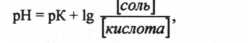 pH = pK + lg [соль] / [кислота],